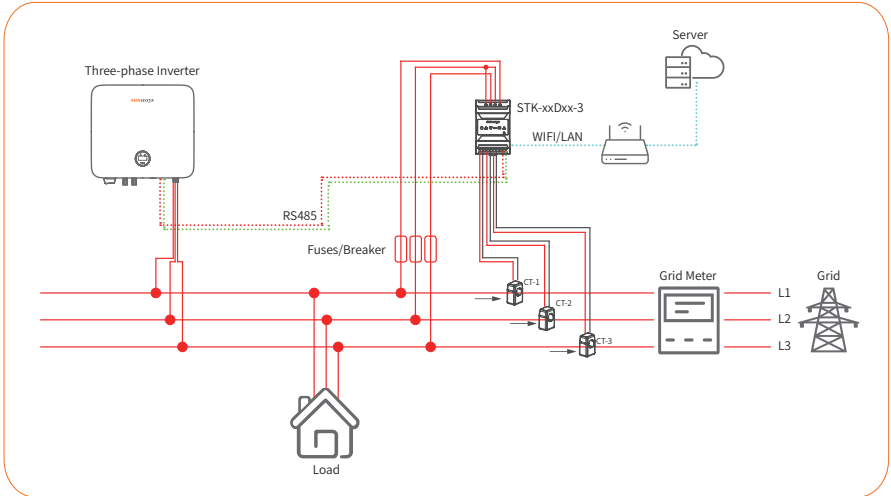 Server
Three-phase Inverter
sunways
STK-xxDxx-3
WIFI/LAN
RS485
Fuses/Breaker
CT-1
CT-2
CT-3
Grid Meter
Grid
L1
L2
L3
Load